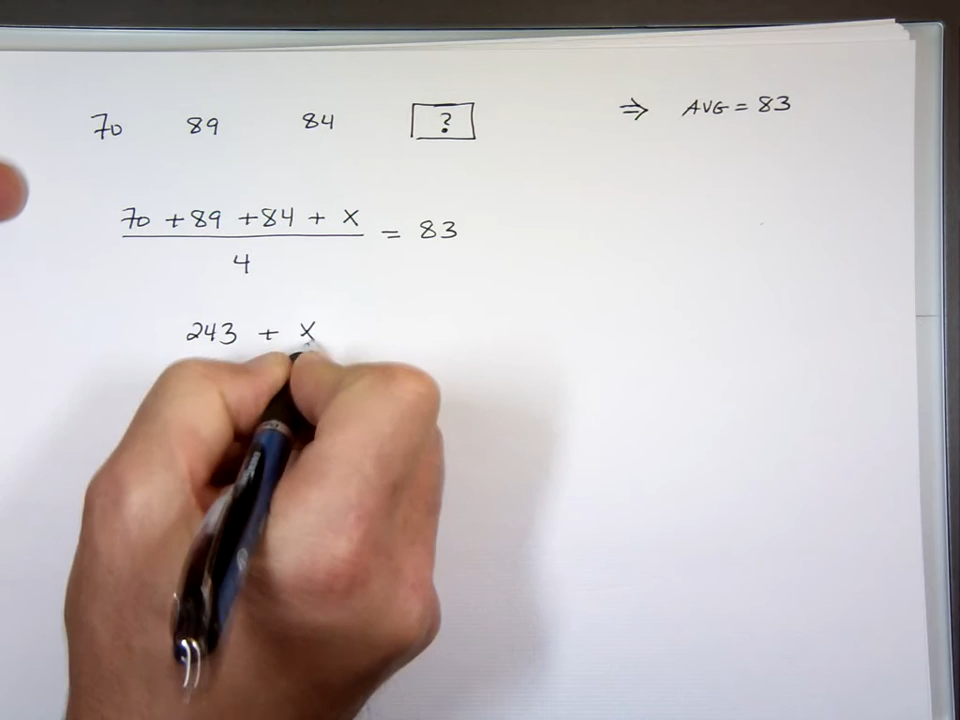 70 89 84 ? ⇒ AVG = 83
70 + 89 + 84 + X
4
= 83
243 + X